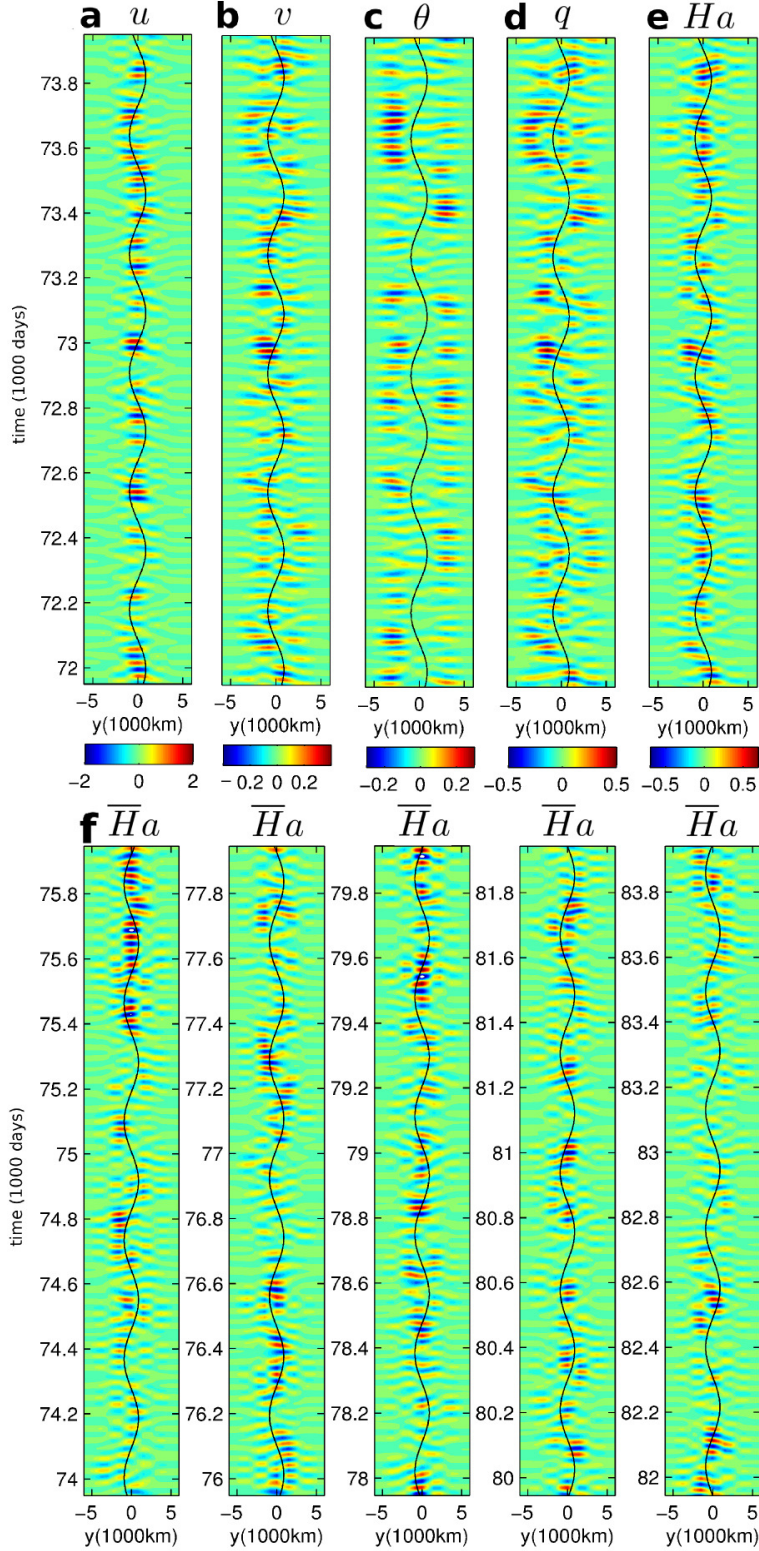 a u b v c θ d q e Ha
73.8
73.6
73.4
73.2
73
72.8
72.6
72.4
72.2
72
time (1000 days)
−5 0 5 −5 0 5 −5 0 5 −5 0 5 −5 0 5
y(1000km) y(1000km) y(1000km) y(1000km) y(1000km)
−2 0 2 −0.2 0 0.2 −0.2 0 0.2 −0.5 0 0.5 −0.5 0 0.5
f H̅a H̅a H̅a H̅a H̅a
75.8 77.8 79.8 81.8 83.8
75.6 77.6 79.6 81.6 83.6
75.4 77.4 79.4 81.4 83.4
75.2 77.2 79.2 81.2 83.2
75 77 79 81 83
74.8 76.8 78.8 80.8 82.8
74.6 76.6 78.6 80.6 82.6
74.4 76.4 78.4 80.4 82.4
74.2 76.2 78.2 80.2 82.2
74 76 78 80 82
time (1000 days)
−5 0 5 −5 0 5 −5 0 5 −5 0 5 −5 0 5
y(1000km) y(1000km) y(1000km) y(1000km) y(1000km)